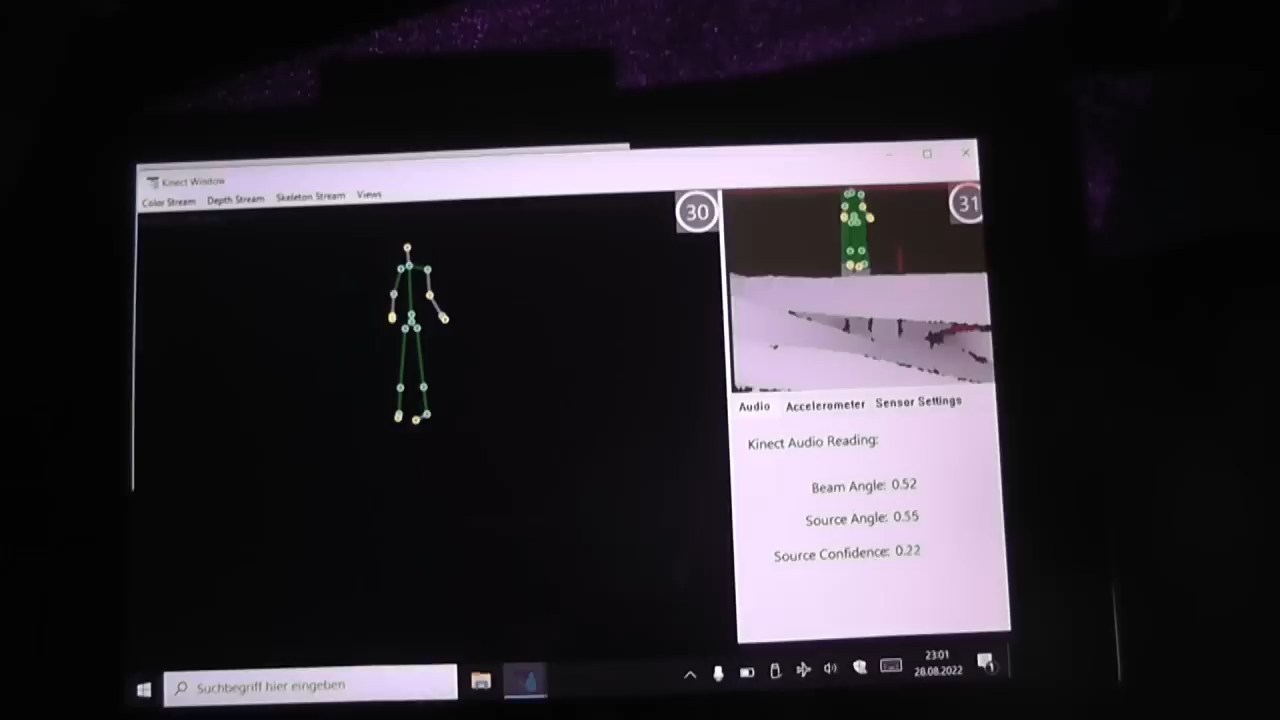 Kinect Window
Color Stream Depth Stream Skeleton Stream Views
30
31
Audio Accelerometer Sensor Settings
Kinect Audio Reading:
Beam Angle: 0.52
Source Angle: 0.55
Source Confidence: 0.22
Suchbegriff hier eingeben
23:01
28.08.2022
1